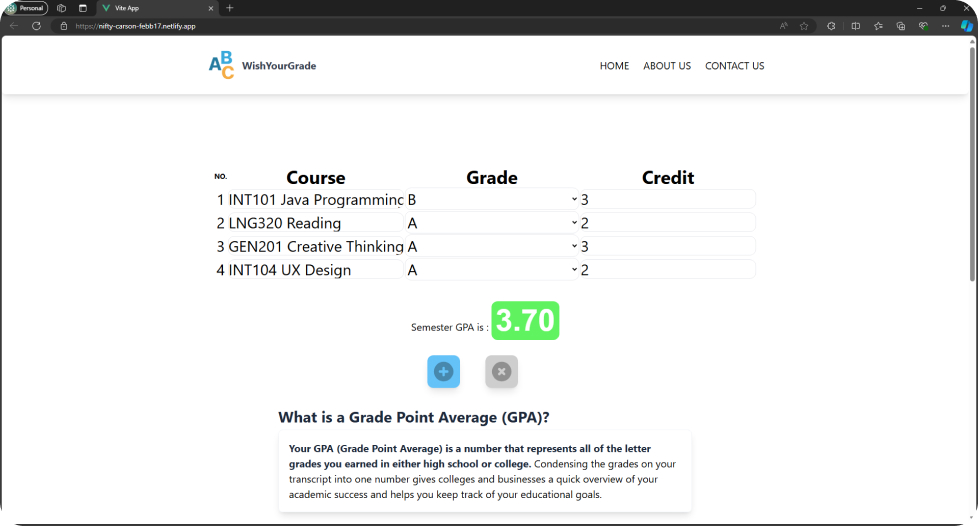 Personal
Vite App
https://nifty-carson-febb17.netlify.app
ABC WishYourGrade HOME ABOUT US CONTACT US
NO. Course Grade Credit
1 INT101 Java Programming B 3
2 LNG320 Reading A 2
3 GEN201 Creative Thinking A 3
4 INT104 UX Design A 2
Semester GPA is : 3.70
What is a Grade Point Average (GPA)?
Your GPA (Grade Point Average) is a number that represents all of the letter
grades you earned in either high school or college. Condensing the grades on your
transcript into one number gives colleges and businesses a quick overview of your
academic success and helps you keep track of your educational goals.